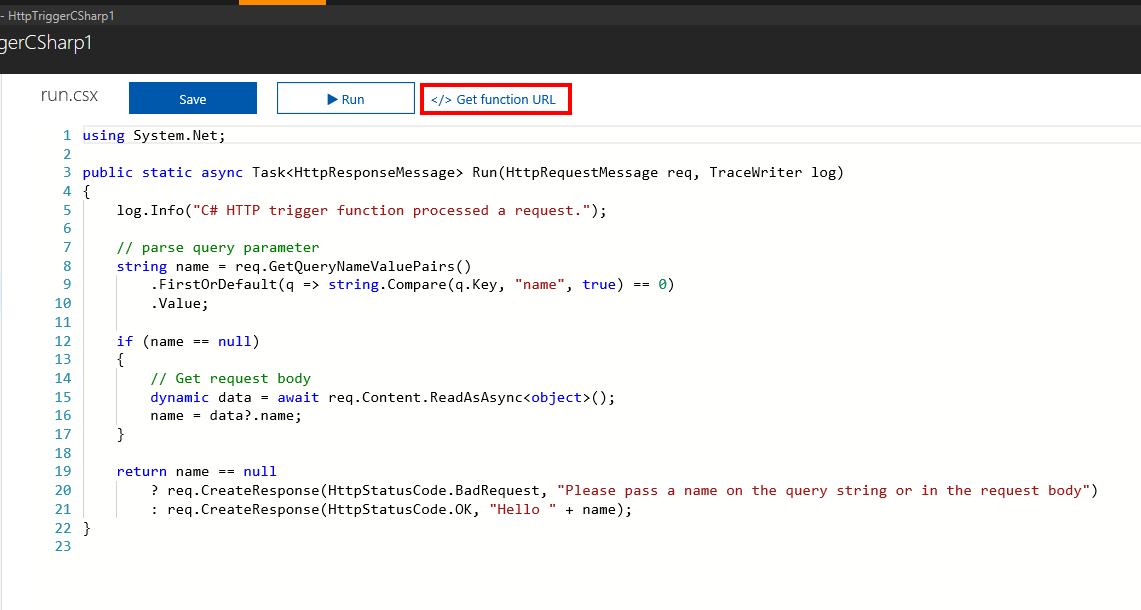 - HttpTriggerCSharp1
gerCSharp1
run.csx Save Run </> Get function URL
1 using System.Net;
2
3 public static async Task<HttpResponseMessage> Run(HttpRequestMessage req, TraceWriter log)
4 {
5 log.Info("C# HTTP trigger function processed a request.");
6
7 // parse query parameter
8 string name = req.GetQueryNameValuePairs()
9 .FirstOrDefault(q => string.Compare(q.Key, "name", true) == 0)
10 .Value;
11
12 if (name == null)
13 {
14 // Get request body
15 dynamic data = await req.Content.ReadAsAsync<object>();
16 name = data?.name;
17 }
18
19 return name == null
20 ? req.CreateResponse(HttpStatusCode.BadRequest, "Please pass a name on the query string or in the request body")
21 : req.CreateResponse(HttpStatusCode.OK, "Hello " + name);
22 }
23